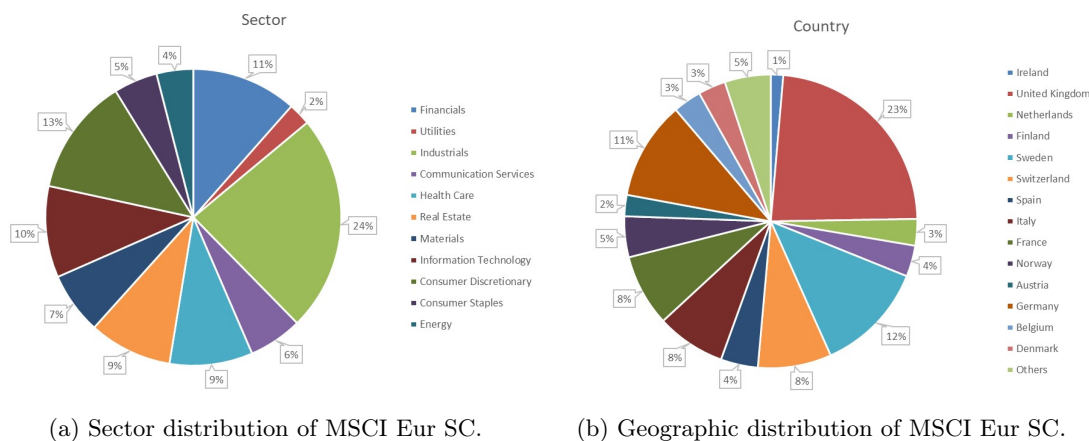 Sector
11%
2%
24%
6%
9%
9%
7%
10%
13%
5%
4%
Financials
Utilities
Industrials
Communication Services
Health Care
Real Estate
Materials
Information Technology
Consumer Discretionary
Consumer Staples
Energy
(a) Sector distribution of MSCI Eur SC.
Country
1%
23%
3%
4%
12%
8%
4%
8%
8%
5%
2%
11%
3%
3%
5%
Ireland
United Kingdom
Netherlands
Finland
Sweden
Switzerland
Spain
Italy
France
Norway
Austria
Germany
Belgium
Denmark
Others
(b) Geographic distribution of MSCI Eur SC.